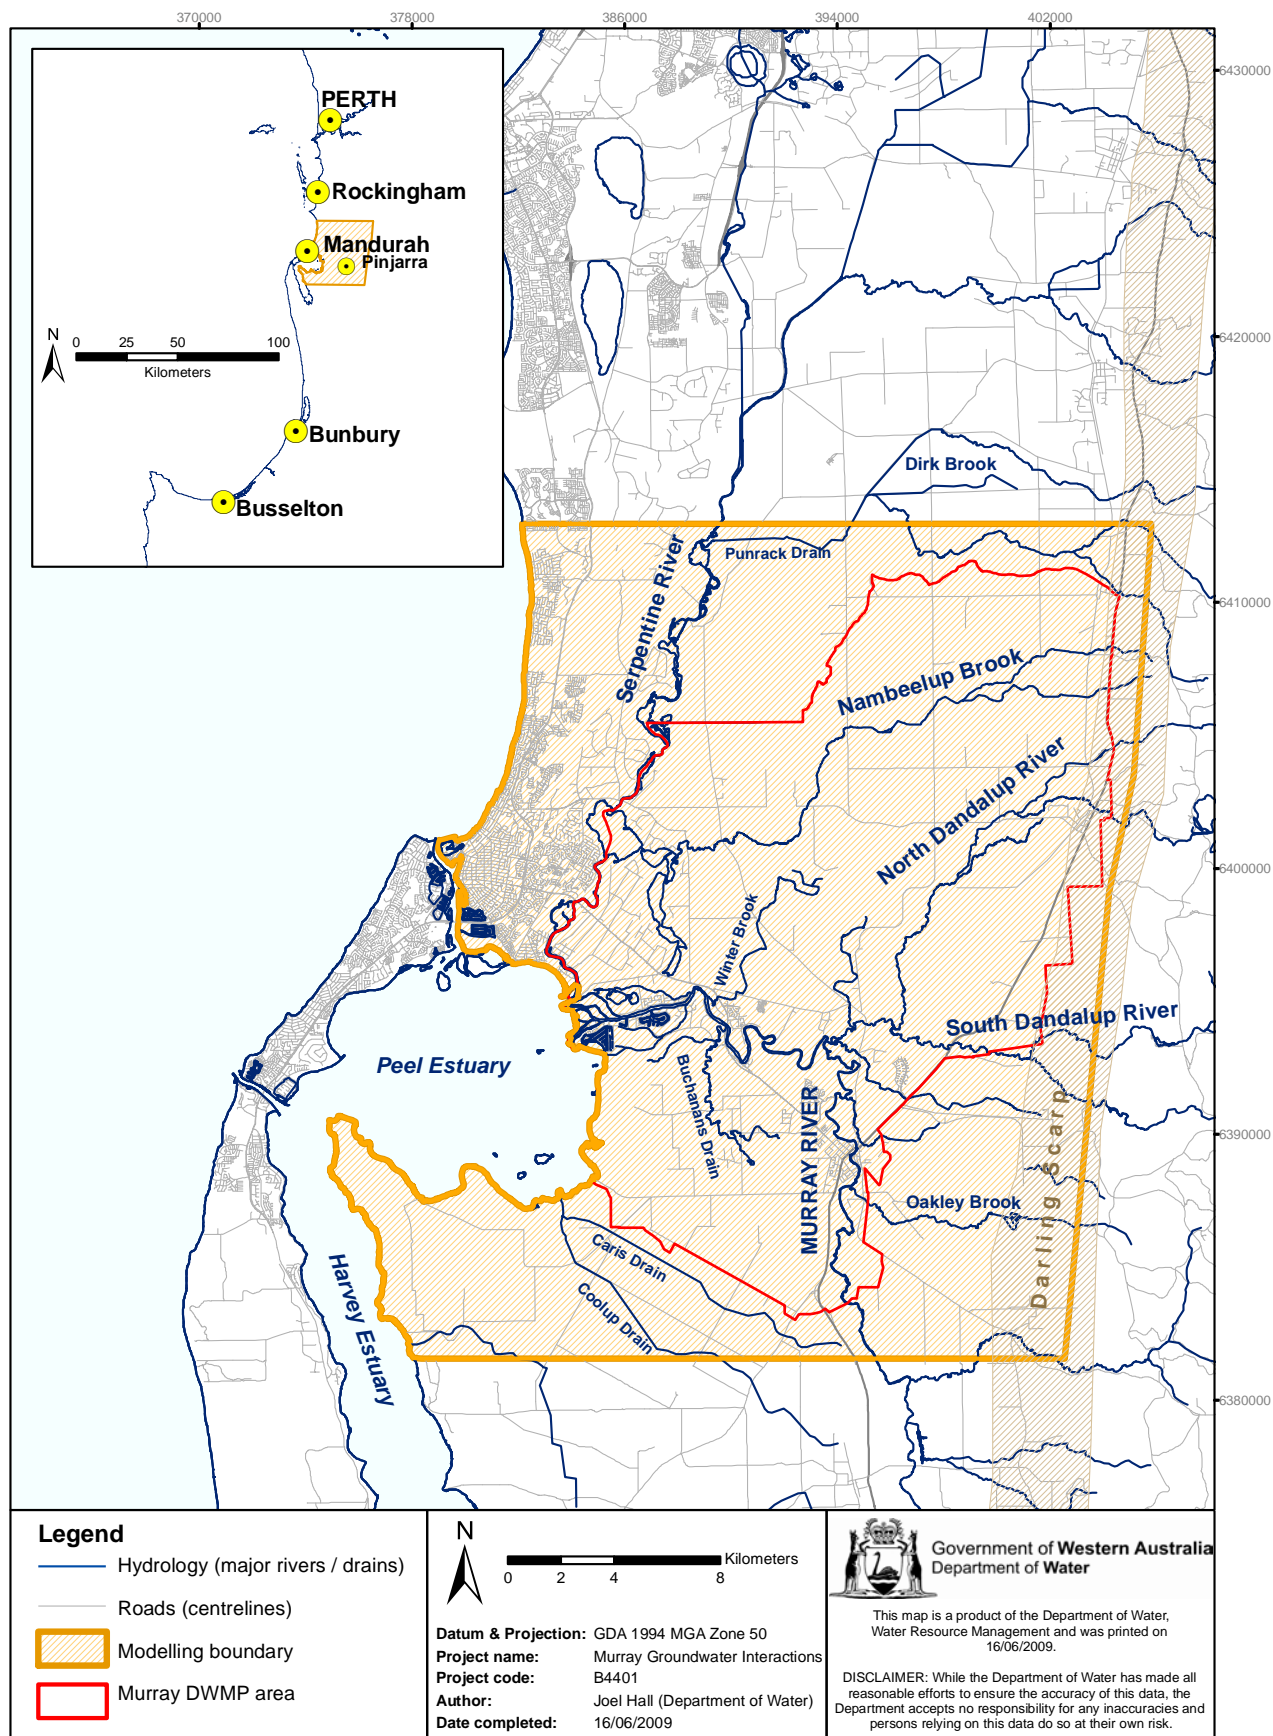 370000
378000
386000
394000
402000
6430000
6420000
6410000
6400000
6390000
6380000
PERTH
Rockingham
Mandurah
Pinjarra
N
0 25 50 100
Kilometers
Bunbury
Busselton
Dirk Brook
Punrack Drain
Serpentine River
Nambeelup Brook
North Dandalup River
Winter Brook
South Dandalup River
Peel Estuary
Buchanans Drain
MURRAY RIVER
Darling Scarp
Oakley Brook
Caris Drain
Coolup Drain
Harvey Estuary
Legend
Hydrology (major rivers / drains)
Roads (centrelines)
Modelling boundary
Murray DWMP area
N
Kilometers
0 2 4 8
Datum & Projection: GDA 1994 MGA Zone 50
Project name: Murray Groundwater Interactions
Project code: B4401
Author: Joel Hall (Department of Water)
Date completed: 16/06/2009
Government of Western Australia
Department of Water
This map is a product of the Department of Water,
Water Resource Management and was printed on
16/06/2009.
DISCLAIMER: While the Department of Water has made all
reasonable efforts to ensure the accuracy of this data, the
Department accepts no responsibility for any inaccuracies and
persons relying on this data do so at their own risk.